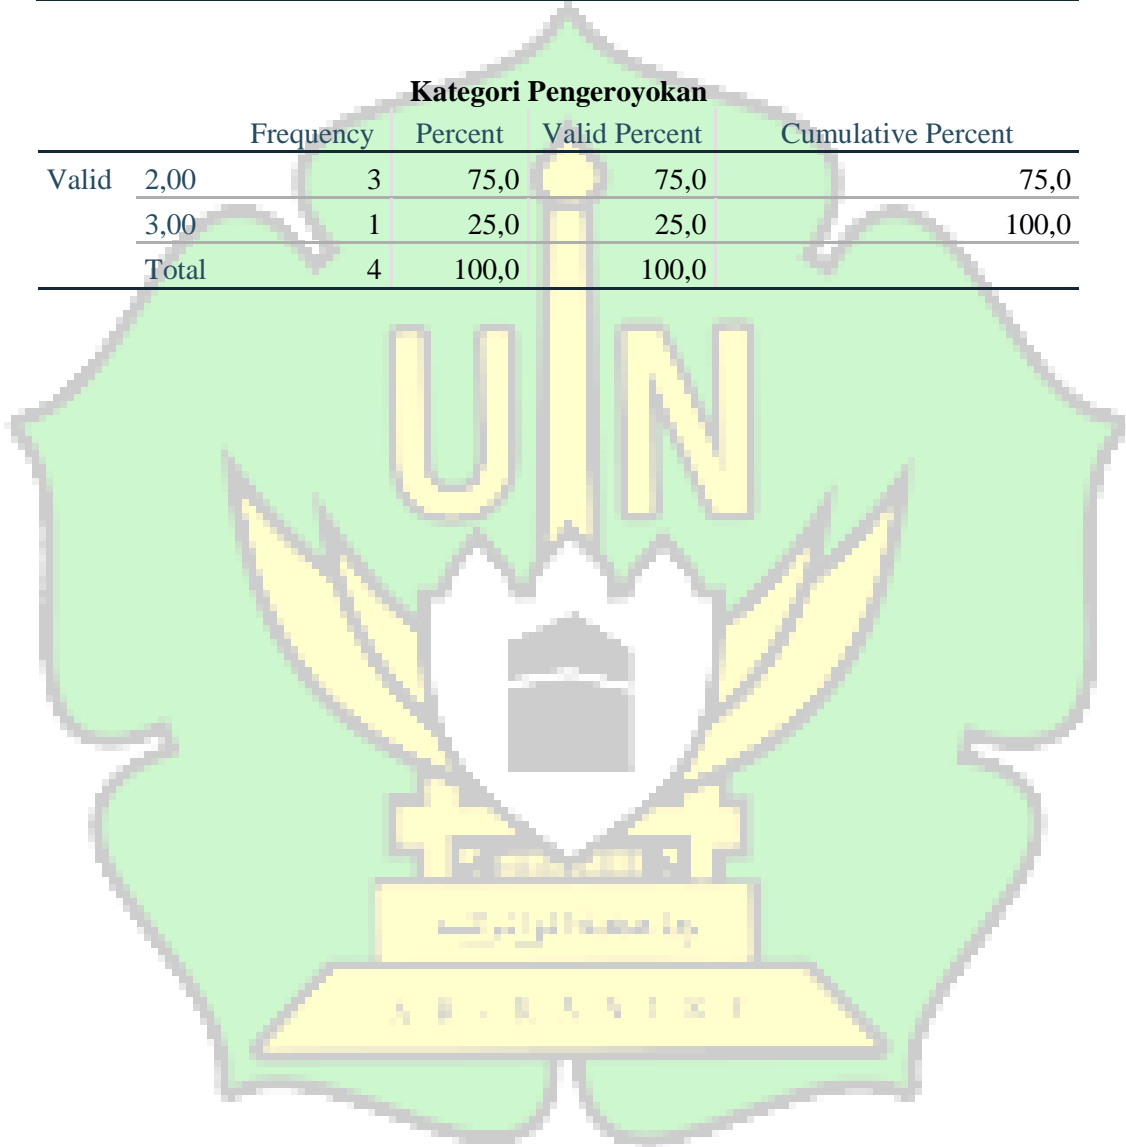 Kategori Pengeroyokan
Frequency Percent Valid Percent Cumulative Percent
Valid 2,00 3 75,0 75,0 75,0
3,00 1 25,0 25,0 100,0
Total 4 100,0 100,0
U N